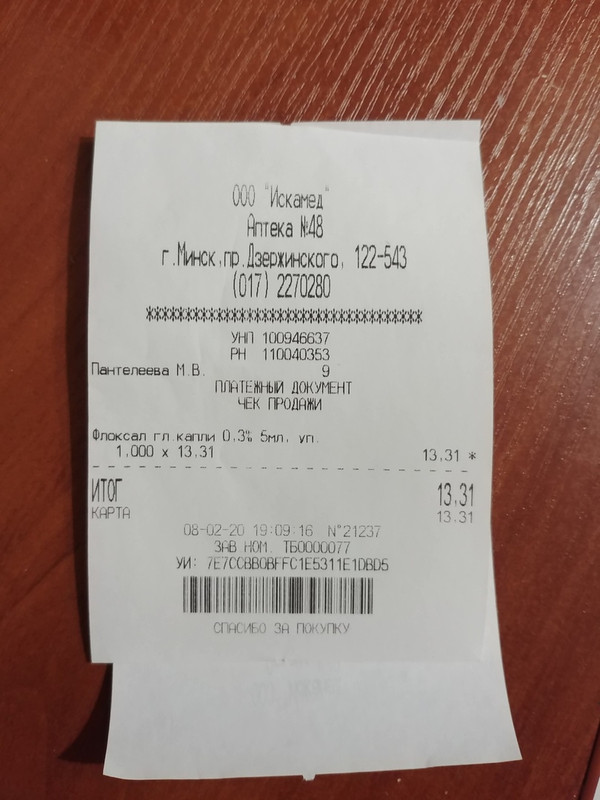 ООО "Искамед"
Аптека №48
г.Минск,пр.Дзержинского, 122-543
(017) 2270280
**************************************
УНП 100946637
РН 110040353
Пантелеева М.В. 9
ПЛАТЕЖНЫЙ ДОКУМЕНТ
ЧЕК ПРОДАЖИ
Флоксал гл.капли 0.3% 5мл, уп.
1,000 x 13,31 13,31 *
ИТОГ 13,31
КАРТА 13,31
08-02-20 19:09:16 N°21237
ЗАВ НОМ. ТБ0000077
УИ: 7E7CCBB0BFFC1E5311E1DBD5
СПАСИБО ЗА ПОКУПКУ